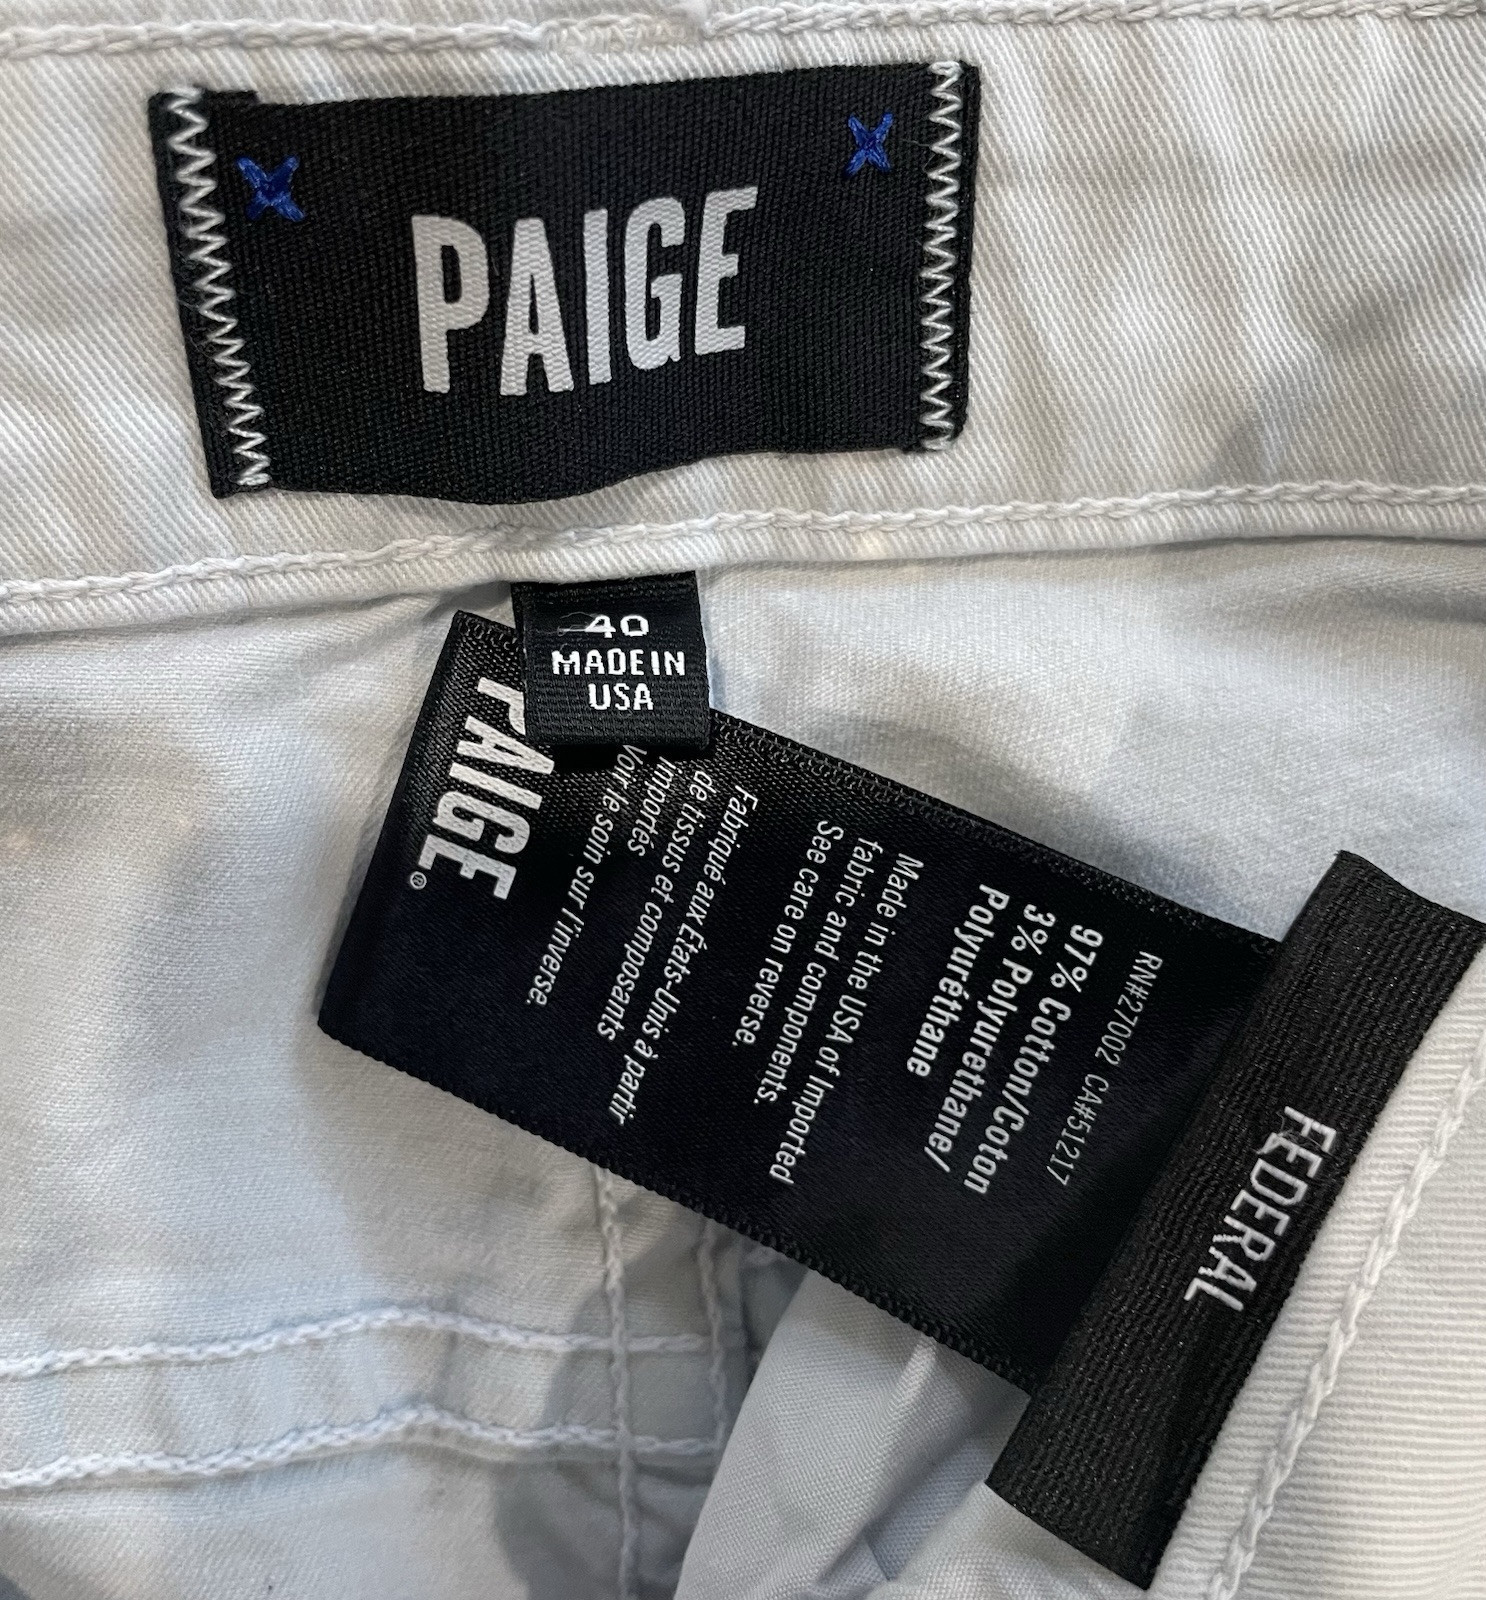 PAIGE
40
MADE IN
USA
PAIGE®
Voir le soin sur l'inverse.
importés
de tissus et composants
Fabriqué aux États-Unis à partir
See care on reverse.
fabric and components.
Made in the USA of Imported
Polyuréthane
3% Polyurethane/
97% Cotton/Coton
RN#27002 CA#51217
FEDERAL